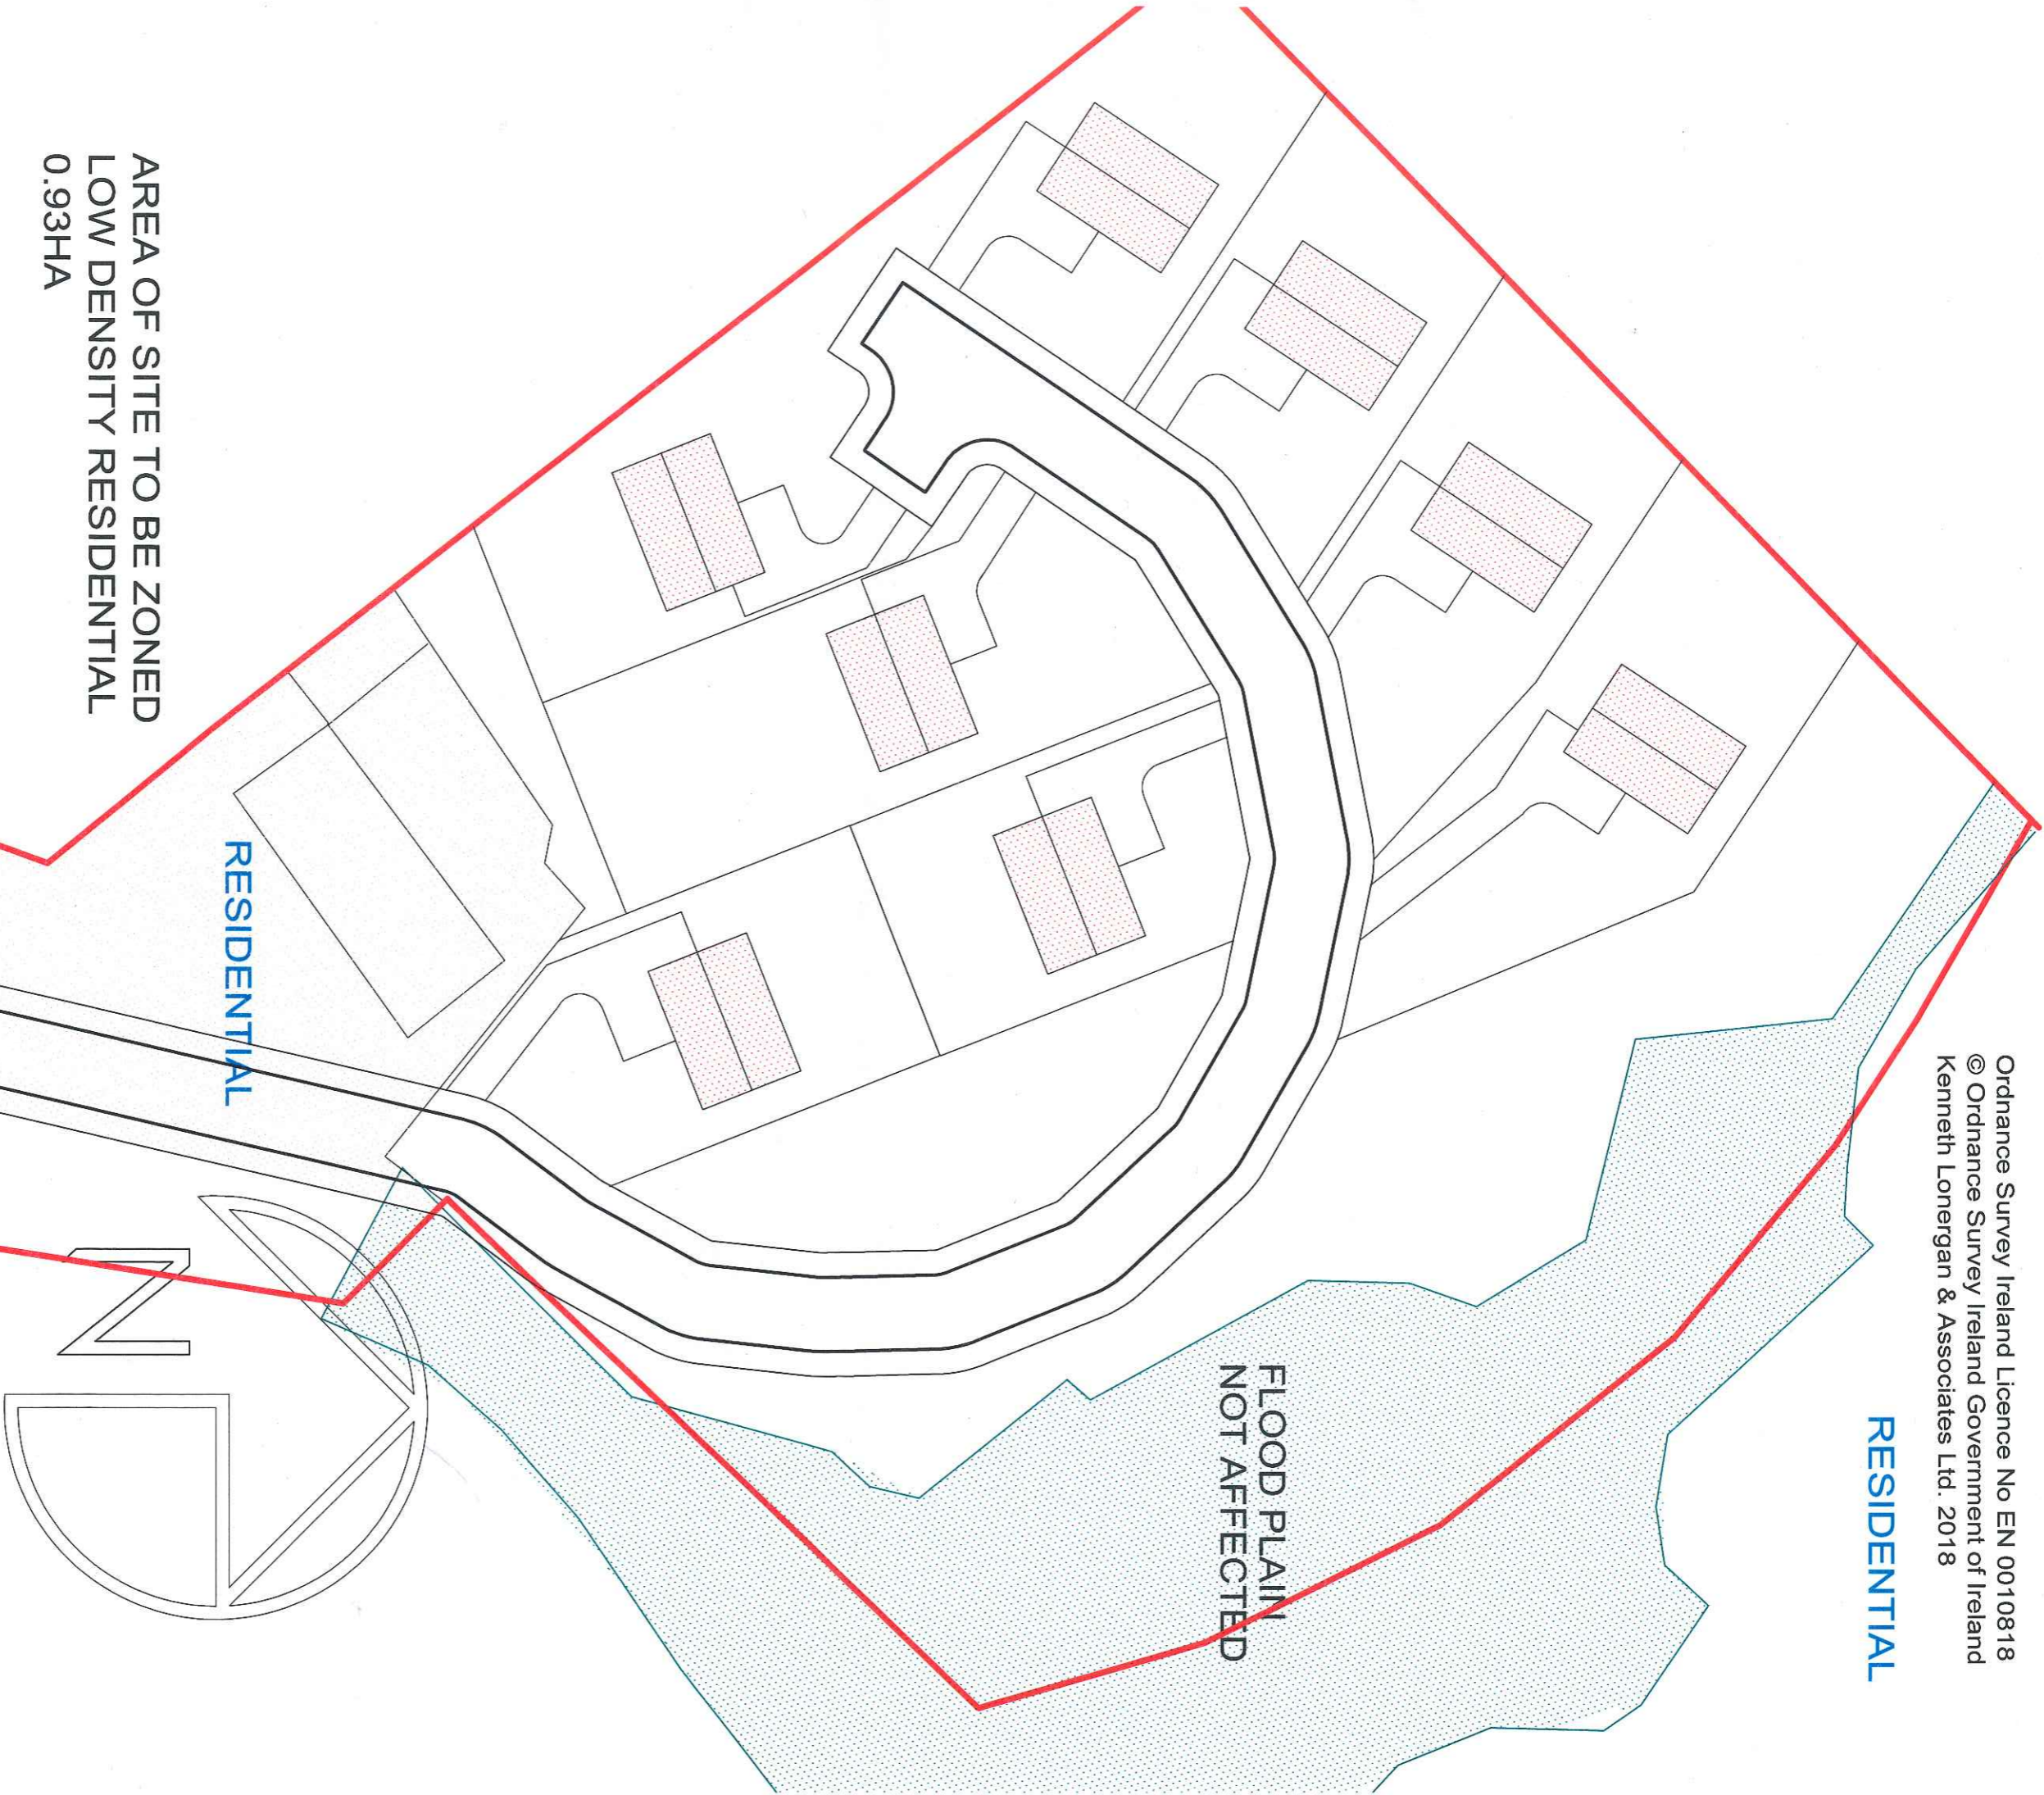 Ordnance Survey Ireland Licence No EN 0010818
© Ordnance Survey Ireland Government of Ireland
Kenneth Lonergan & Associates Ltd. 2018
RESIDENTIAL
FLOOD PLAIN
NOT AFFECTED
RESIDENTIAL
AREA OF SITE TO BE ZONED
LOW DENSITY RESIDENTIAL
0.93HA
N